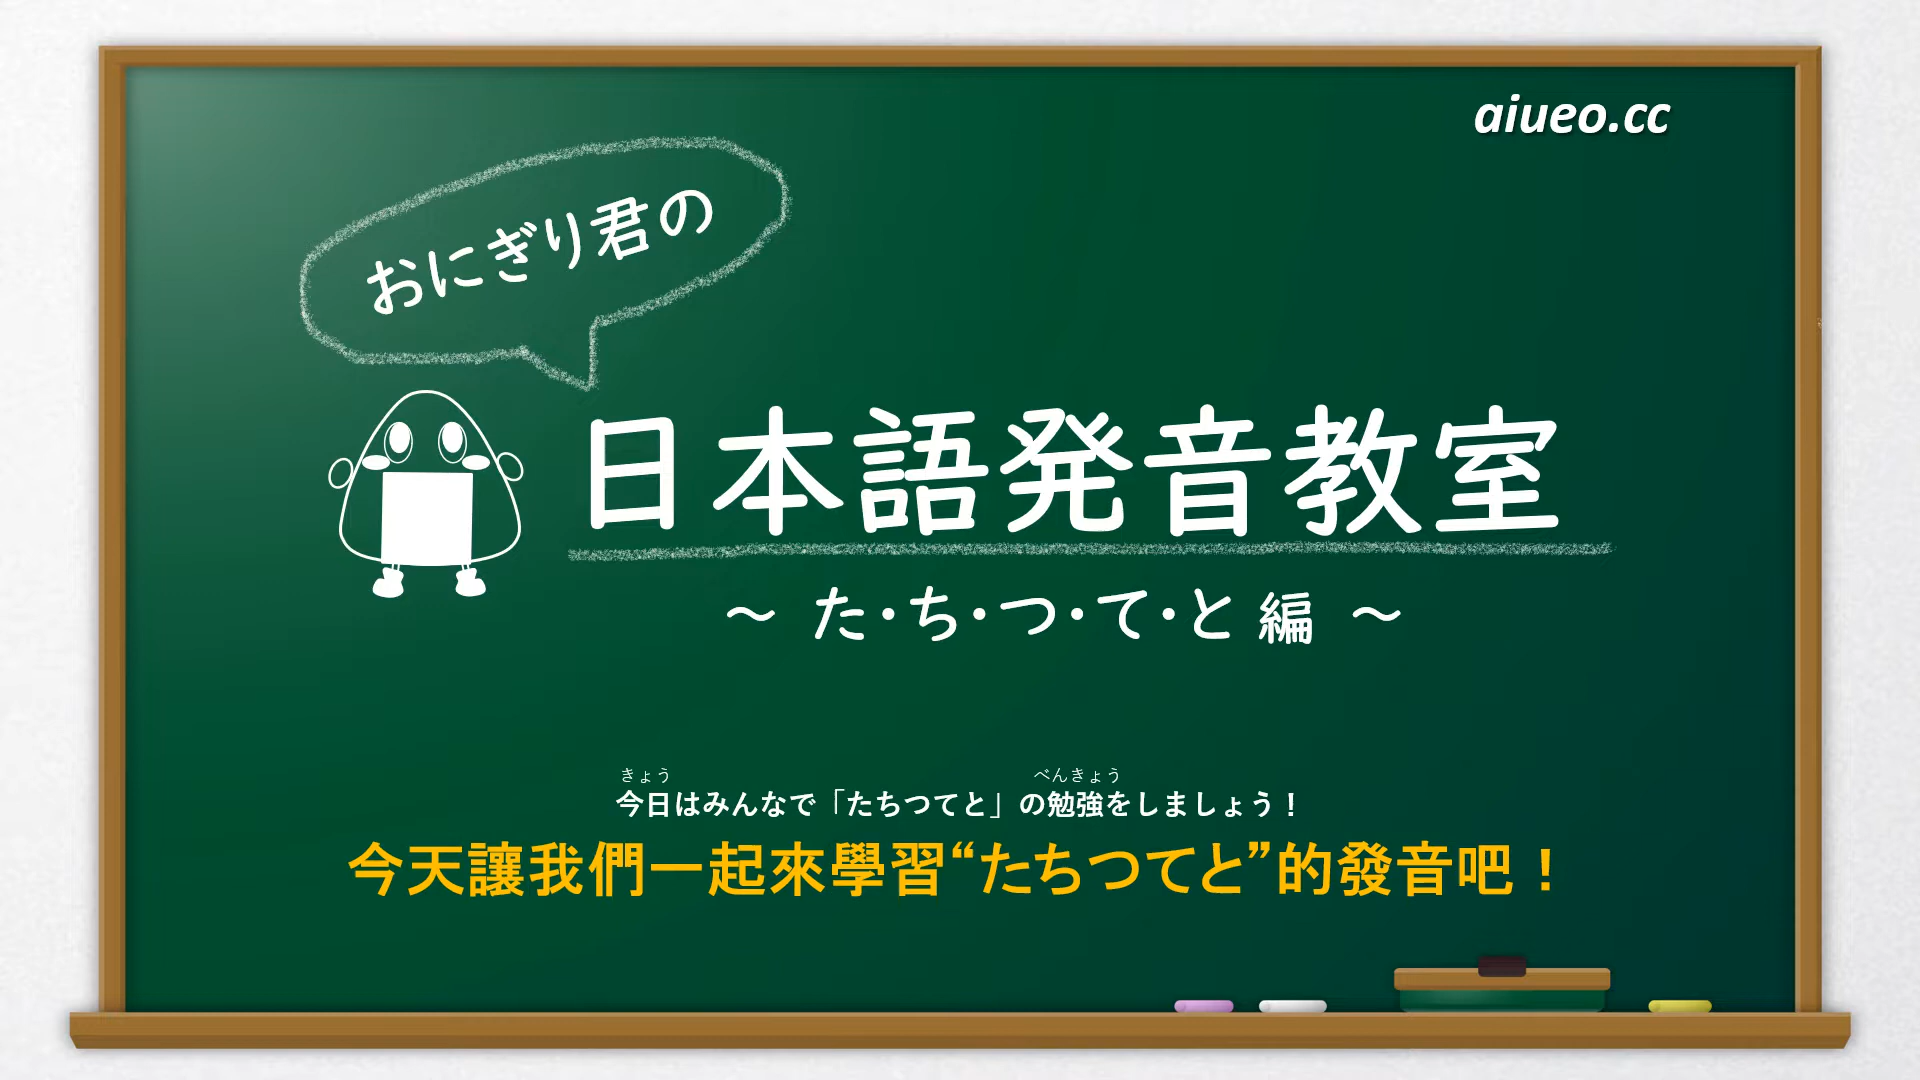 aiueo.cc
おにぎり君の
日本語発音教室
～ た・ち・つ・て・と 編 ～
きょう べんきょう
今日はみんなで「たちつてと」の勉強をしましょう！
今天讓我們一起來學習“たちつてと”的發音吧！